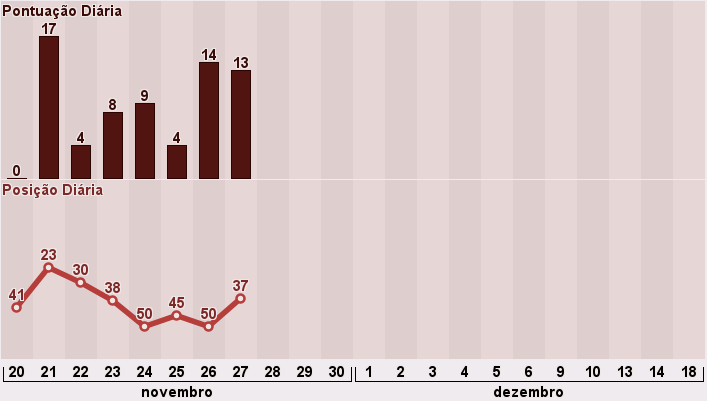 Pontuação Diária
0 17 4 8 9 4 14 13
Posição Diária
41 23 30 38 50 45 50 37
20 21 22 23 24 25 26 27 28 29 30 1 2 3 4 5 6 9 10 13 14 18
novembro dezembro